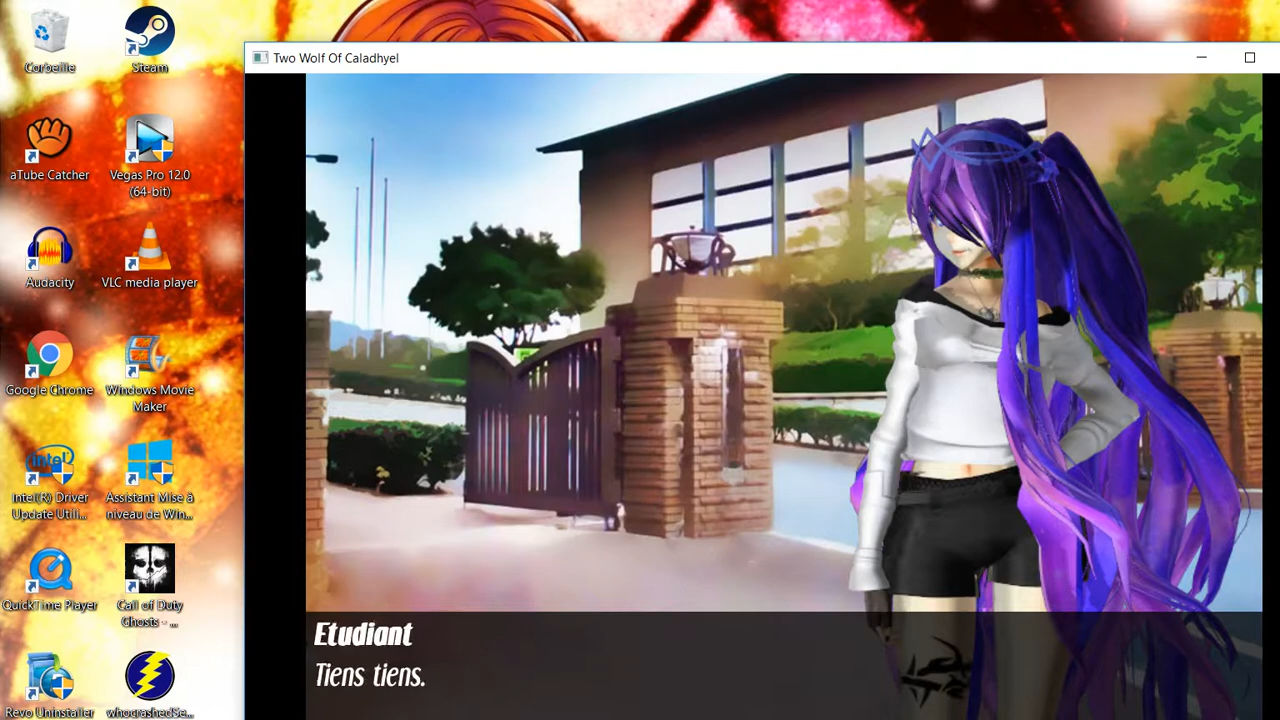 Corbeille
Steam
aTube Catcher
Vegas Pro 12.0
(64-bit)
Audacity
VLC media player
Google Chrome
Windows Movie
Maker
intel
Intel(R) Driver
Update Utili...
Assistant Mise à
niveau de Win...
QuickTime Player
Call of Duty
Ghosts - ...
Revo Uninstaller
whocrashedSe...
Two Wolf Of Caladhyel
Etudiant
Tiens tiens.